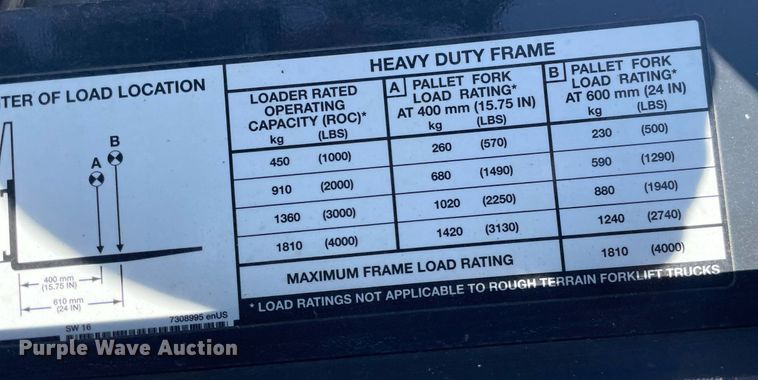 TER OF LOAD LOCATION
B
A
400 mm
(15.75 IN)
610 mm
(24 IN)
SW 16
7308995 enUS
HEAVY DUTY FRAME
LOADER RATED
OPERATING
CAPACITY (ROC)*
kg (LBS)
A PALLET FORK
LOAD RATING*
AT 400 mm (15.75 IN)
kg (LBS)
B PALLET FORK
LOAD RATING*
AT 600 mm (24 IN)
kg (LBS)
450 (1000) 260 (570) 230 (500)
910 (2000) 680 (1490) 590 (1290)
1360 (3000) 1020 (2250) 880 (1940)
1810 (4000) 1420 (3130) 1240 (2740)
MAXIMUM FRAME LOAD RATING 1810 (4000)
* LOAD RATINGS NOT APPLICABLE TO ROUGH TERRAIN FORKLIFT TRUCKS
Purple Wave Auction